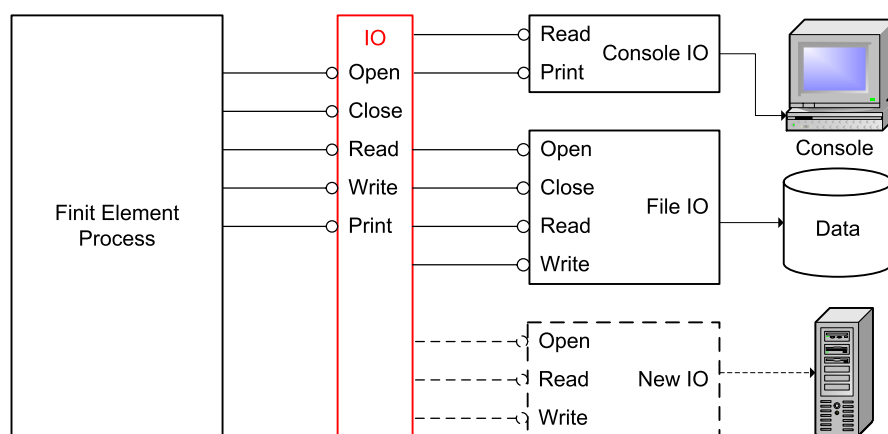 Finit Element
Process
IO
Open
Close
Read
Write
Print
Read
Print
Console IO
Console
Open
Close
Read
Write
File IO
Data
Open
Read
Write
New IO